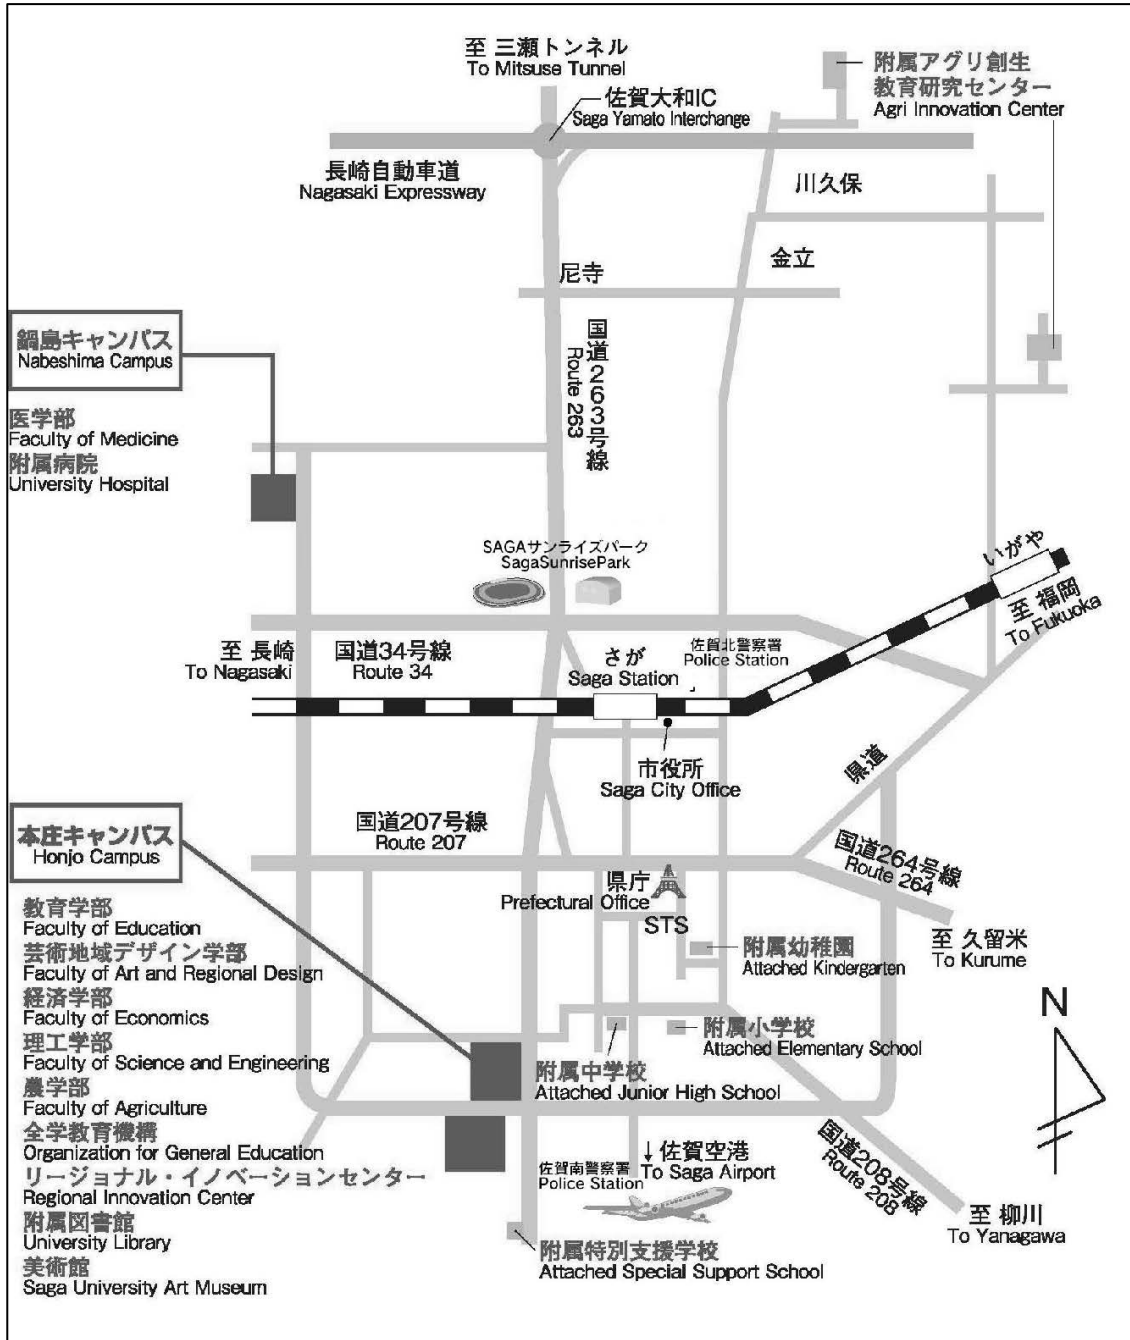 至 三瀬トンネル
To Mitsuse Tunnel
附属アグリ創生
教育研究センター
Agri Innovation Center
佐賀大和IC
Saga Yamato Interchange
長崎自動車道
Nagasaki Expressway
川久保
金立
尼寺
国道263号線
Route 263
鍋島キャンパス
Nabeshima Campus
医学部
Faculty of Medicine
附属病院
University Hospital
SAGAサンライズパーク
SagaSunrisePark
いがや
至 福岡
To Fukuoka
至 長崎
To Nagasaki
国道34号線
Route 34
さが
Saga Station
佐賀北警察署
Police Station
市役所
Saga City Office
県道
国道207号線
Route 207
国道264号線
Route 264
至 久留米
To Kurume
本庄キャンパス
Honjo Campus
県庁
Prefectural Office
STS
附属幼稚園
Attached Kindergarten
教育学部
Faculty of Education
芸術地域デザイン学部
Faculty of Art and Regional Design
経済学部
Faculty of Economics
理工学部
Faculty of Science and Engineering
農学部
Faculty of Agriculture
全学教育機構
Organization for General Education
リージョナル・イノベーションセンター
Regional Innovation Center
附属図書館
University Library
美術館
Saga University Art Museum
N
附属小学校
Attached Elementary School
附属中学校
Attached Junior High School
国道208号線
Route 208
↓佐賀空港
To Saga Airport
佐賀南警察署
Police Station
至 柳川
To Yanagawa
附属特別支援学校
Attached Special Support School